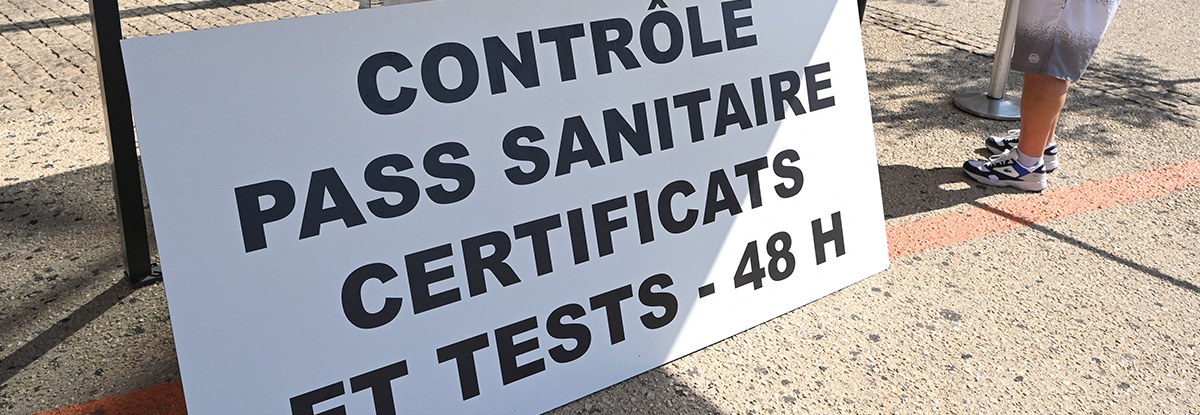 CONTRÔLE
PASS SANITAIRE
CERTIFICATS
ET TESTS - 48 H